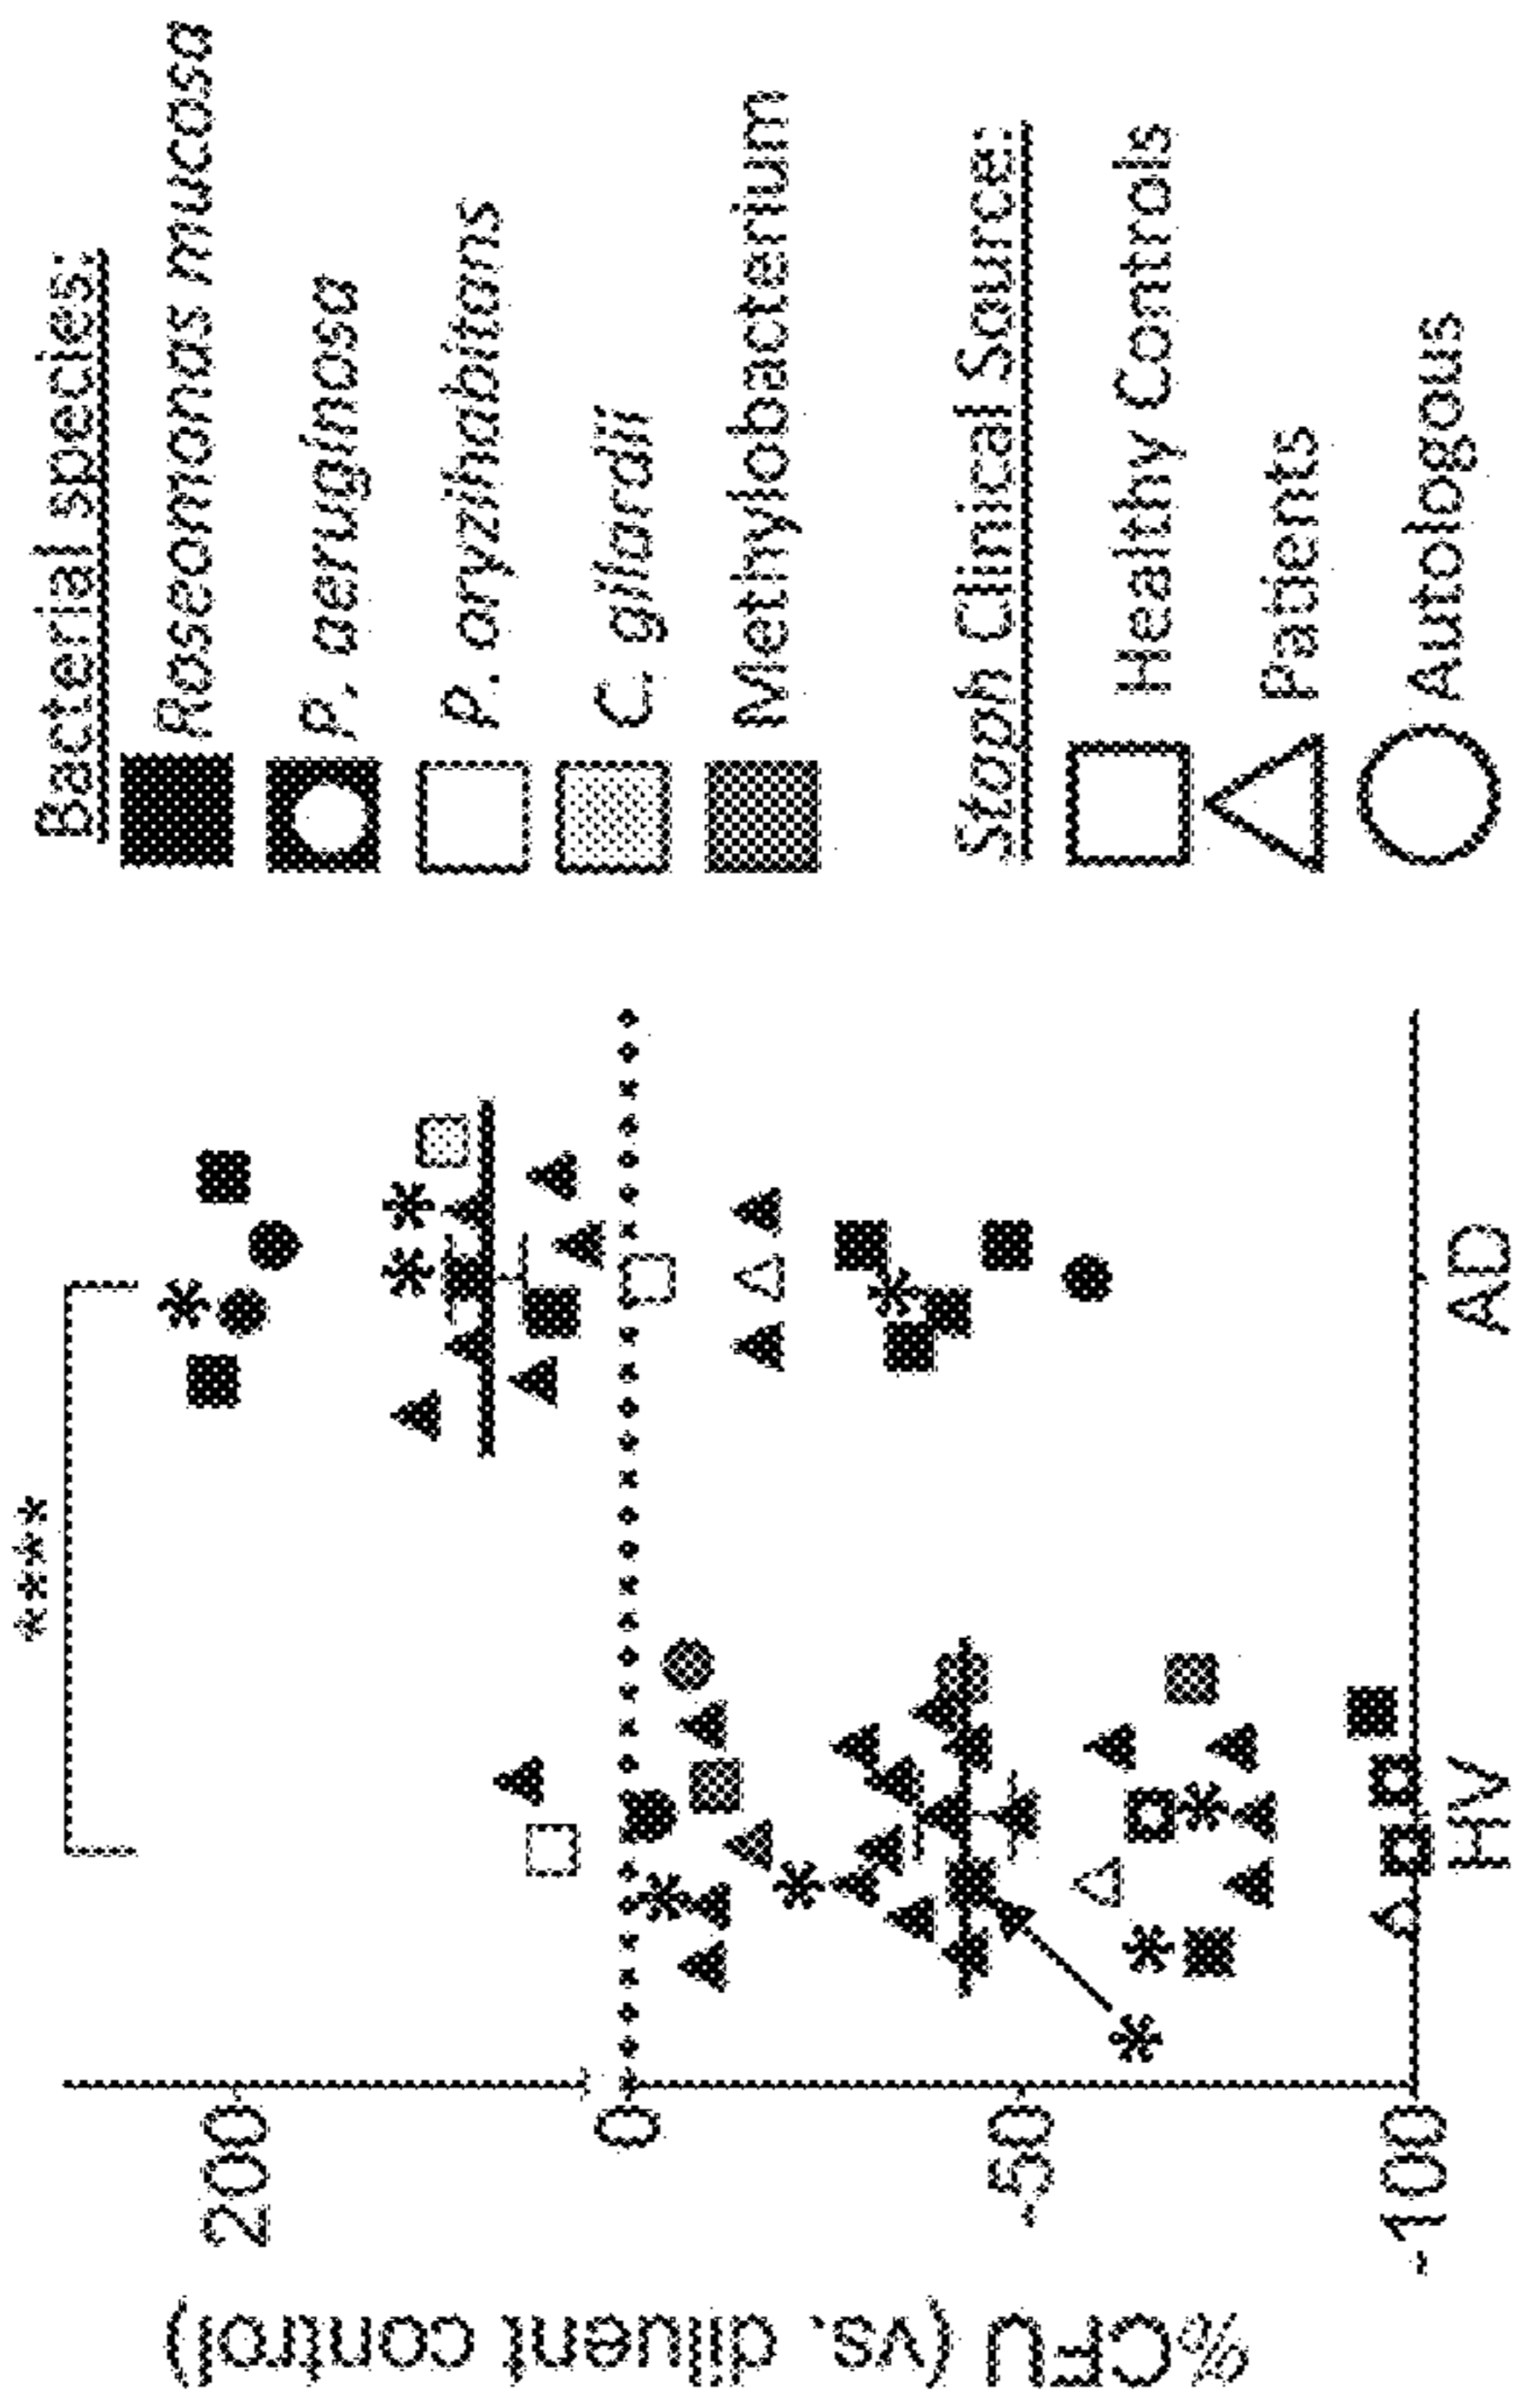 %CFU (vs. diluent control)
200
0
-50
-100
****
*
*
*
*
*
*
*
*
*
HV
AD
Bacterial species:
Roseomonas mucosa
P. aeruginosa
P. oryzihabitans
C. gilardii
Methylobacterium
Staph Clinical Source:
Healthy Controls
Patients
Autologous